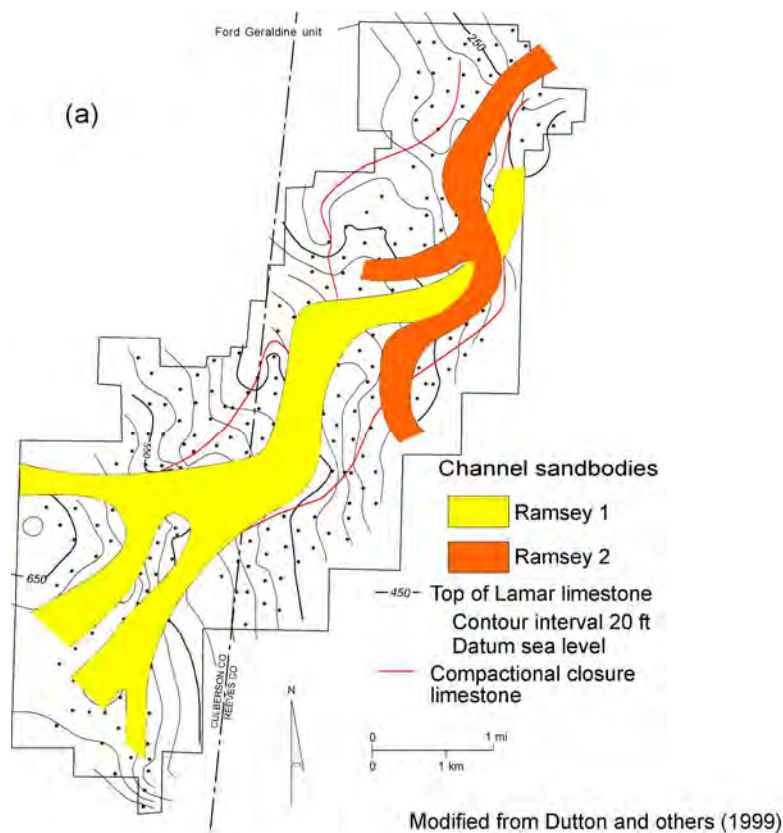 Ford Geraldine unit
250
(a)
550
650
CULBERSON CO
REEVES CO
Channel sandbodies
Ramsey 1
Ramsey 2
450 Top of Lamar limestone
Contour interval 20 ft
Datum sea level
Compactional closure
limestone
N
0 1 mi
0 1 km
Modified from Dutton and others (1999)